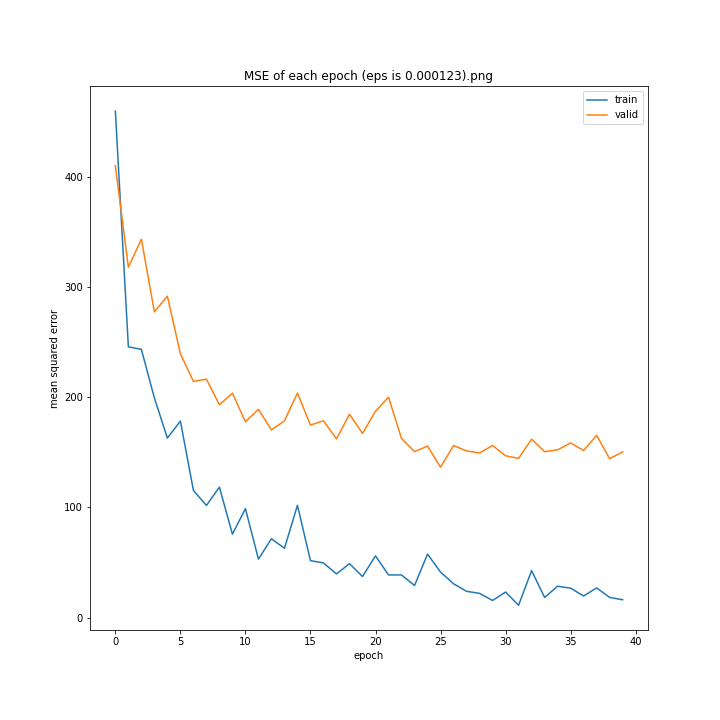 MSE of each epoch (eps is 0.000123).png
train
valid
400
300
200
100
0
mean squared error
0 5 10 15 20 25 30 35 40
epoch